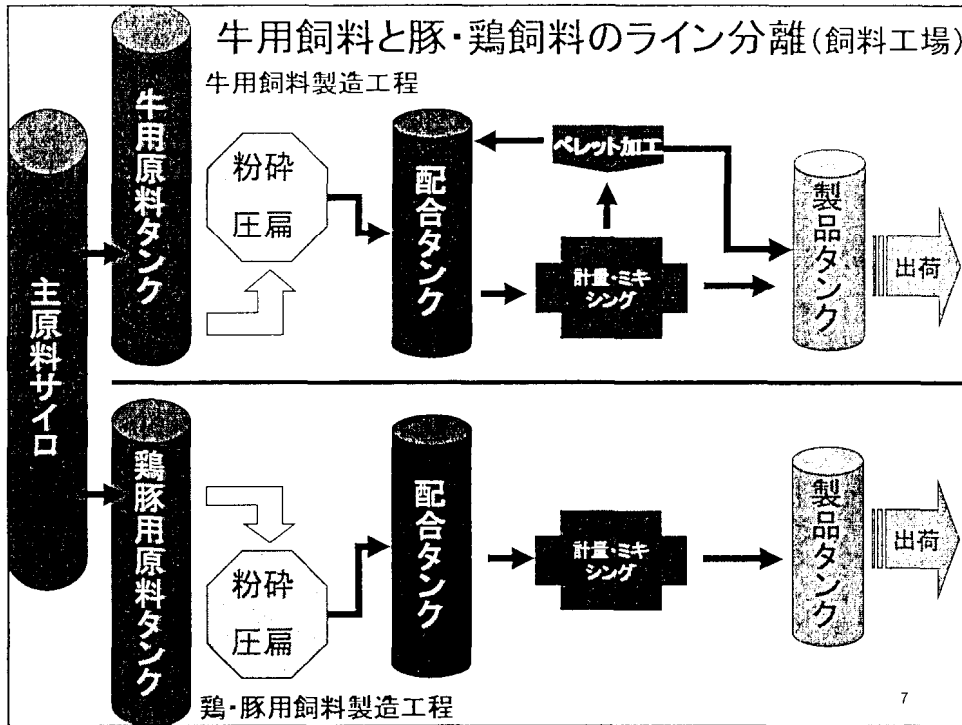 牛用飼料と豚・鶏飼料のライン分離(飼料工場)
牛用飼料製造工程
主原料サイロ
牛用原料タンク
粉砕
圧扁
配合タンク
ペレット加工
計量・ミキ
シング
製品タンク
出荷
鶏豚用原料タンク
粉砕
圧扁
配合タンク
計量・ミキ
シング
製品タンク
出荷
鶏・豚用飼料製造工程
7